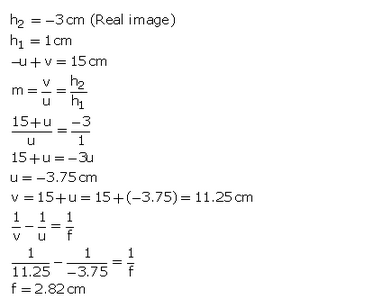 h₂ = −3 cm (Real image)
h₁ = 1 cm
−u + v = 15 cm
m = v/u = h₂/h₁
(15+u)/u = −3/1
15+u = −3u
u = −3.75 cm
v = 15+u = 15+(−3.75) = 11.25 cm
1/v − 1/u = 1/f
1/11.25 − 1/−3.75 = 1/f
f = 2.82 cm